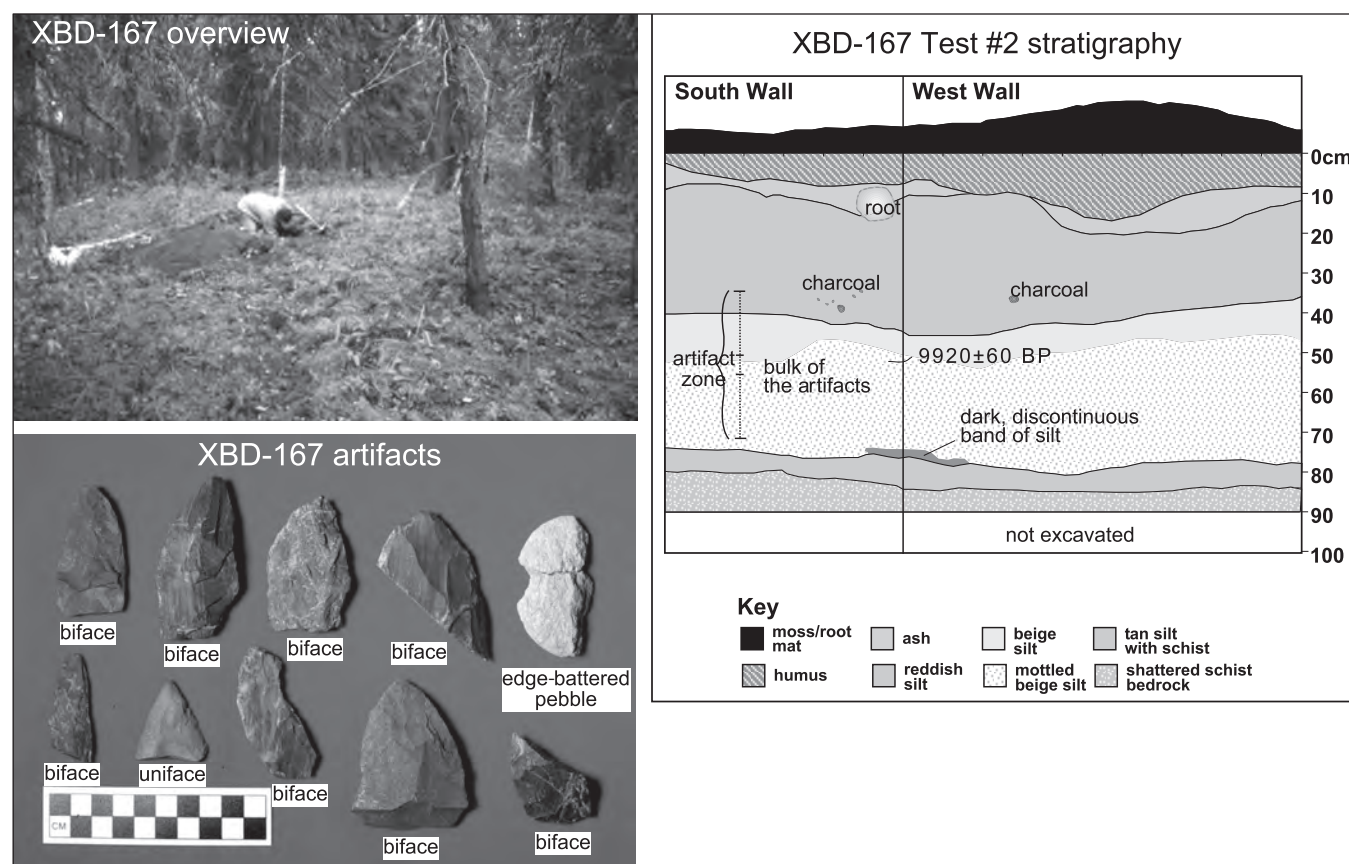 XBD-167 overview
XBD-167 artifacts
biface
biface
biface
biface
edge-battered
pebble
biface
uniface
biface
biface
biface
CM
XBD-167 Test #2 stratigraphy
South Wall
West Wall
0cm
10
20
30
40
50
60
70
80
90
100
root
charcoal
charcoal
artifact
zone
bulk of
the artifacts
9920±60 BP
dark, discontinuous
band of silt
not excavated
Key
moss/root
mat
ash
beige
silt
tan silt
with schist
humus
reddish
silt
mottled
beige silt
shattered schist
bedrock